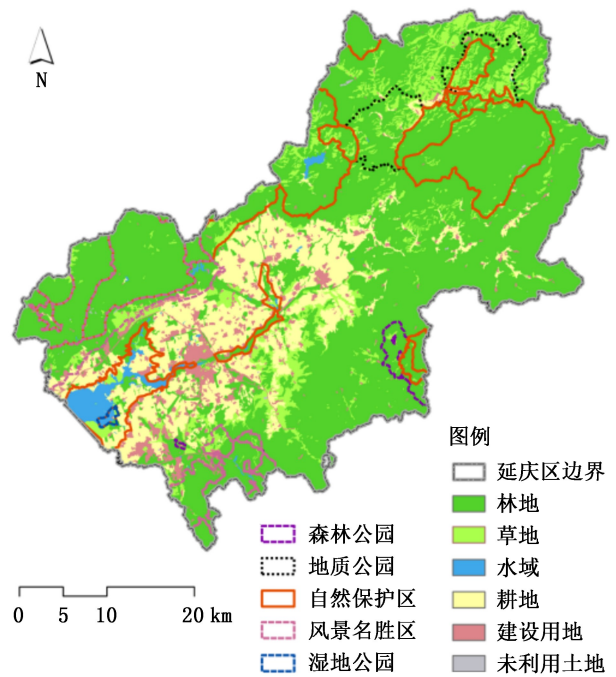 N
图例
延庆区边界
林地
草地
水域
耕地
建设用地
未利用土地
森林公园
地质公园
自然保护区
风景名胜区
湿地公园
0 5 10 20 km